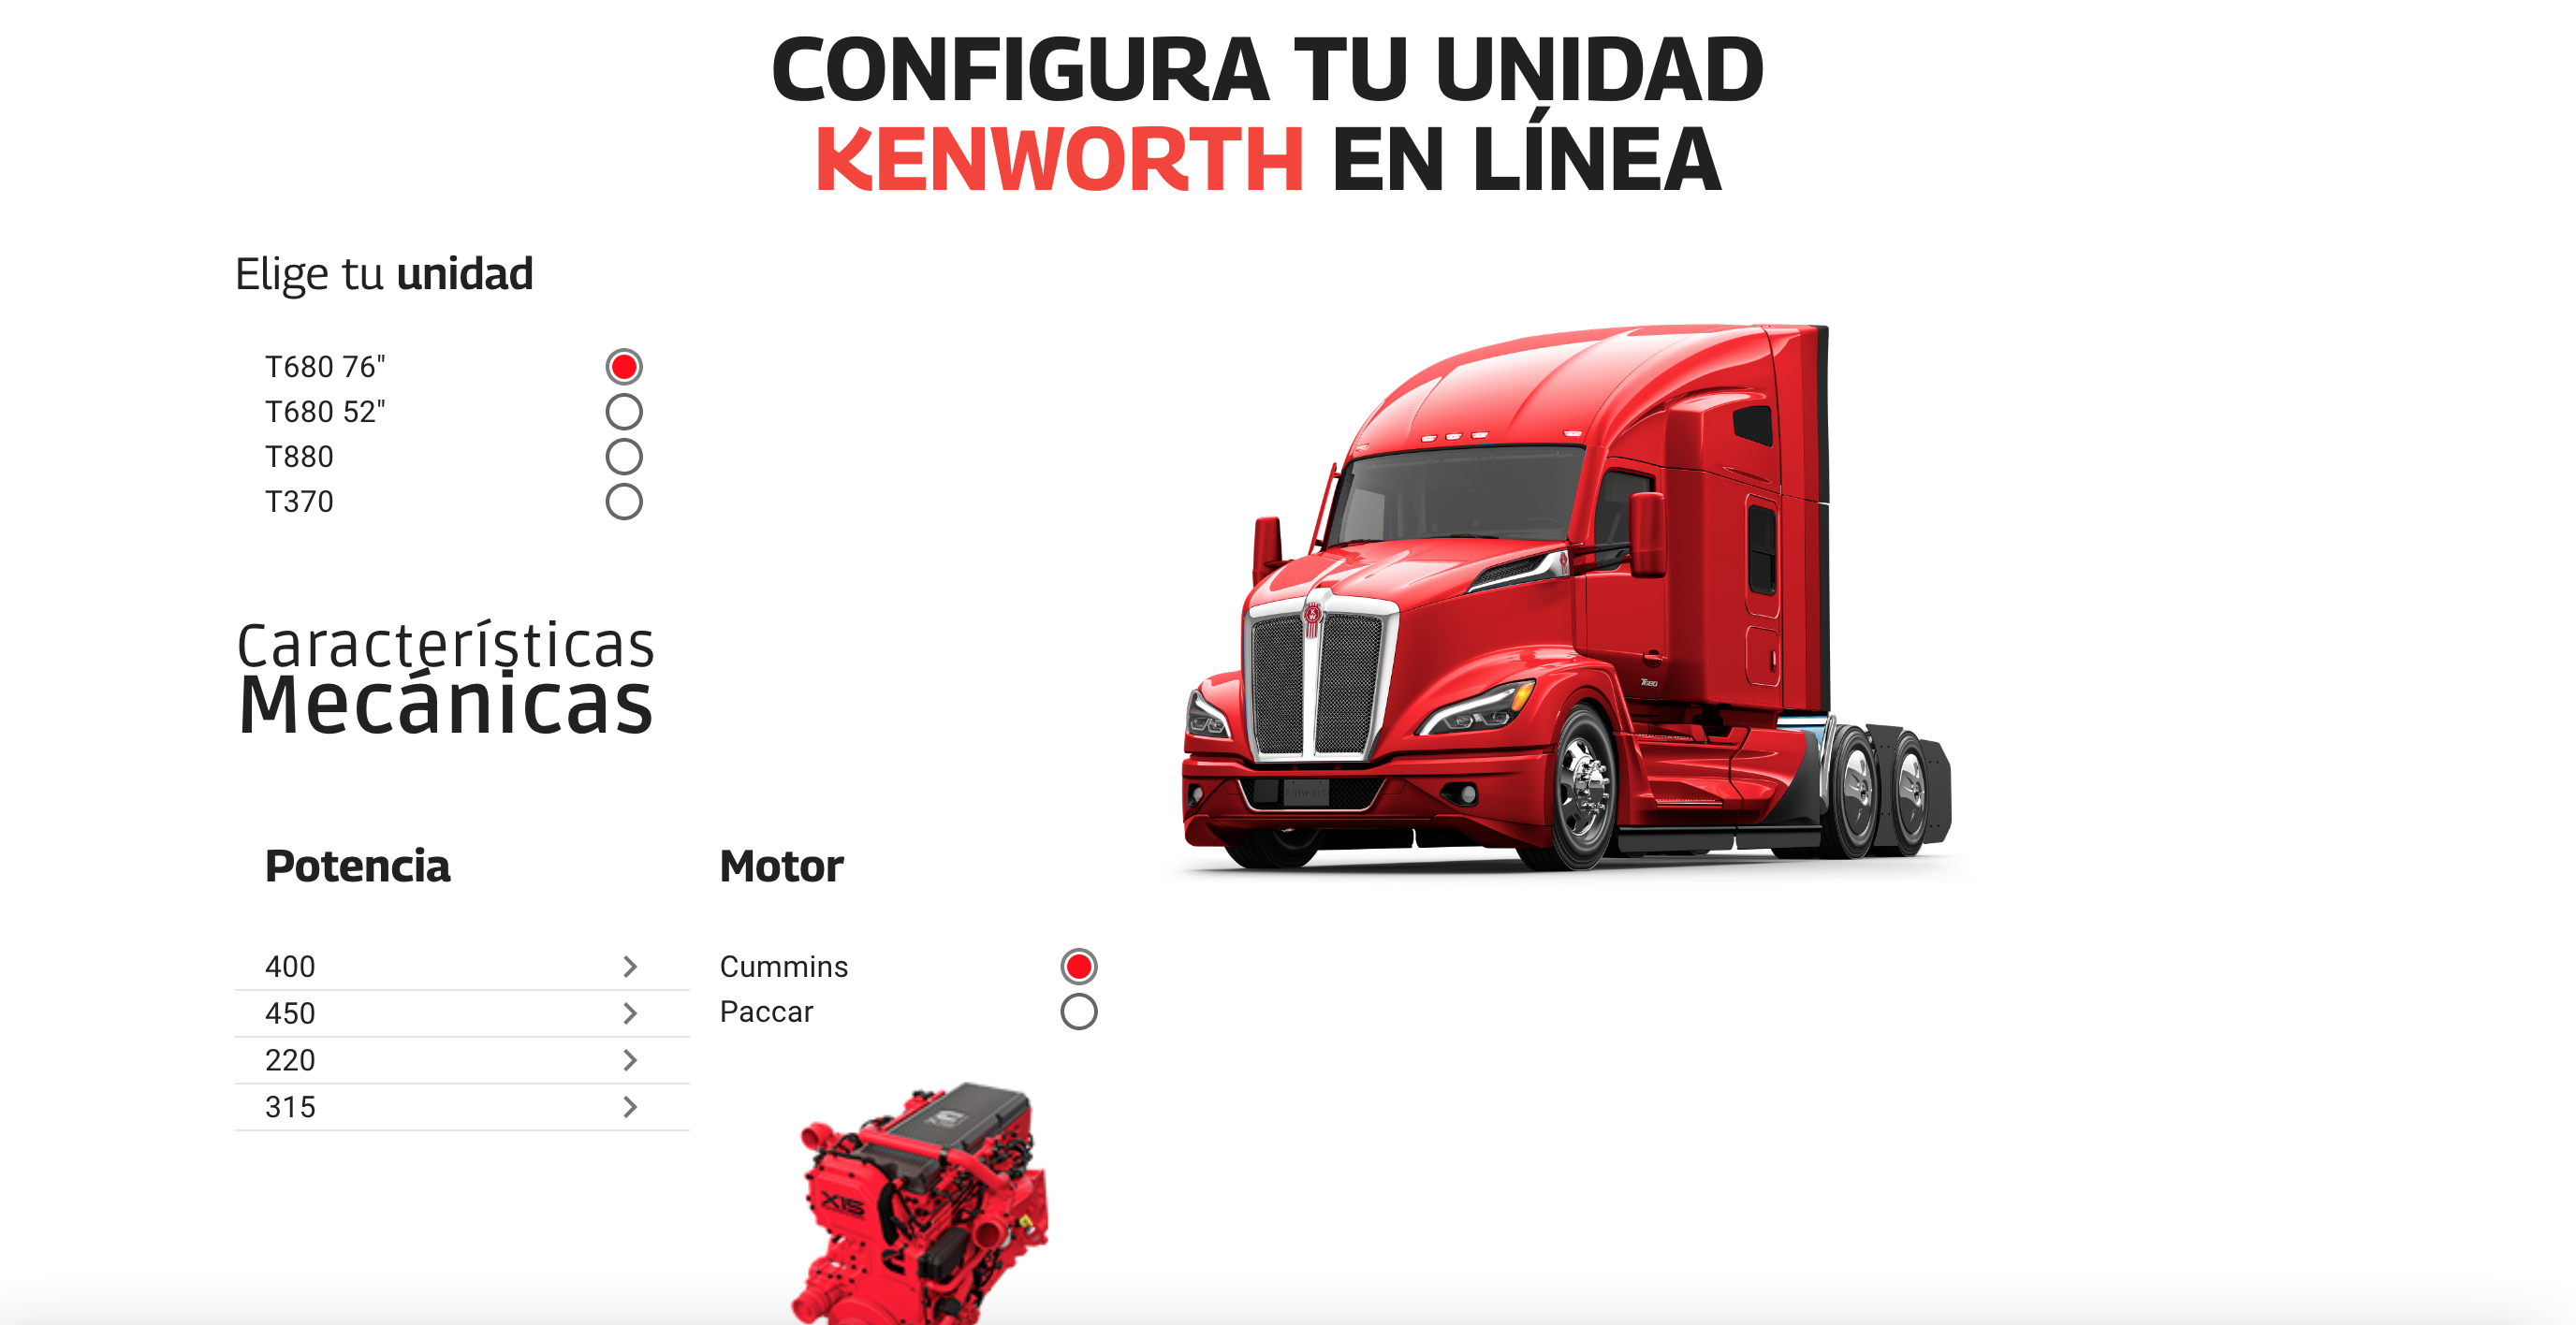 CONFIGURA TU UNIDAD
KENWORTH EN LÍNEA
Elige tu unidad
T680 76"
T680 52"
T880
T370
Características
Mecánicas
Potencia
400
450
220
315
Motor
Cummins
Paccar
T680
X15